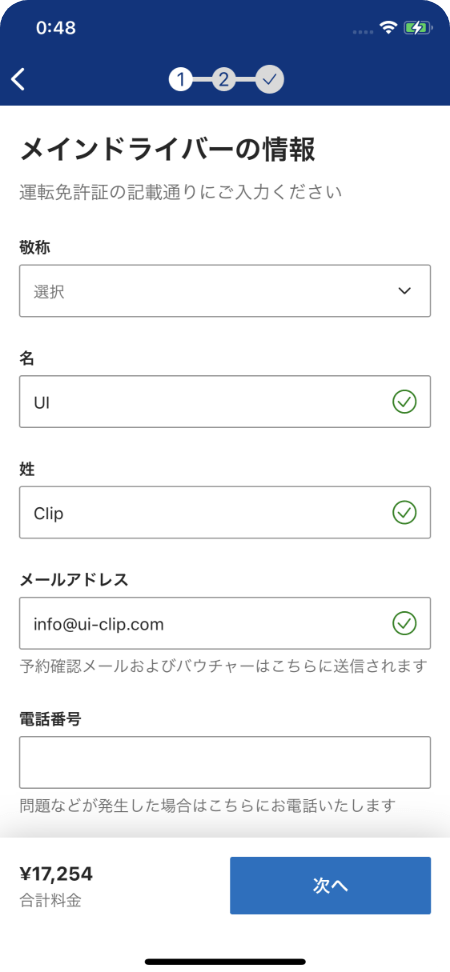 0:48
1
2
メインドライバーの情報
運転免許証の記載通りにご入力ください
敬称
選択
名
UI
姓
Clip
メールアドレス
info@ui-clip.com
予約確認メールおよびバウチャーはこちらに送信されます
電話番号
問題などが発生した場合はこちらにお電話いたします
¥17,254
合計料金
次へ